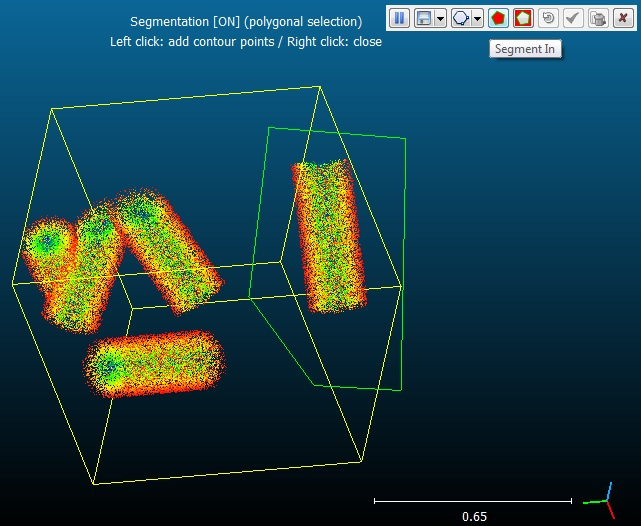 Segmentation [ON] (polygonal selection)
Left click: add contour points / Right click: close
Segment In
0.65